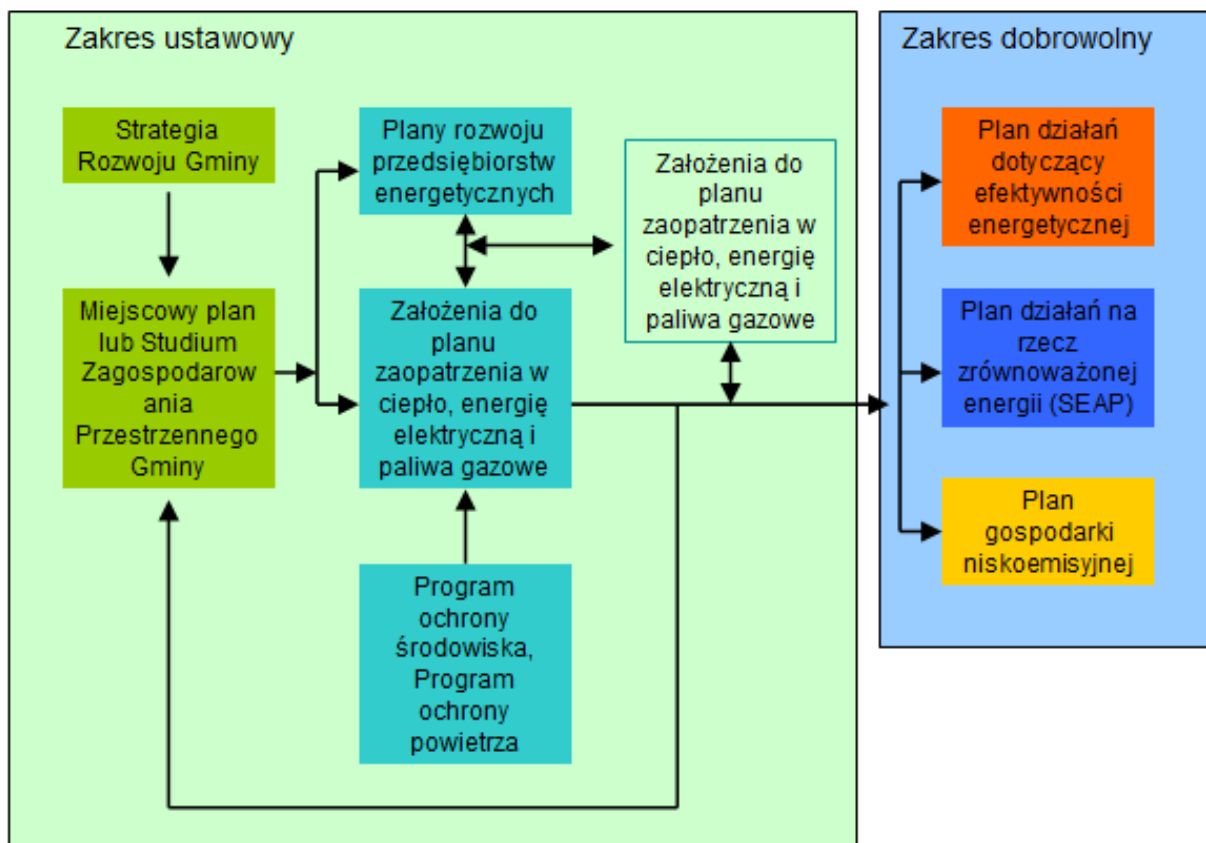 Zakres ustawowy
Strategia
Rozwoju Gminy
Miejscowy plan
lub Studium
Zagospodarow
ania
Przestrzennego
Gminy
Plany rozwoju
przedsiębiorstw
energetycznych
Założenia do
planu
zaopatrzenia w
ciepło, energię
elektryczną i
paliwa gazowe
Program
ochrony
środowiska,
Program
ochrony
powietrza
Założenia do
planu
zaopatrzenia w
ciepło, energię
elektryczną i
paliwa gazowe
Zakres dobrowolny
Plan działań
dotyczący
efektywności
energetycznej
Plan działań na
rzecz
zrównoważonej
energii (SEAP)
Plan
gospodarki
niskoemisyjnej